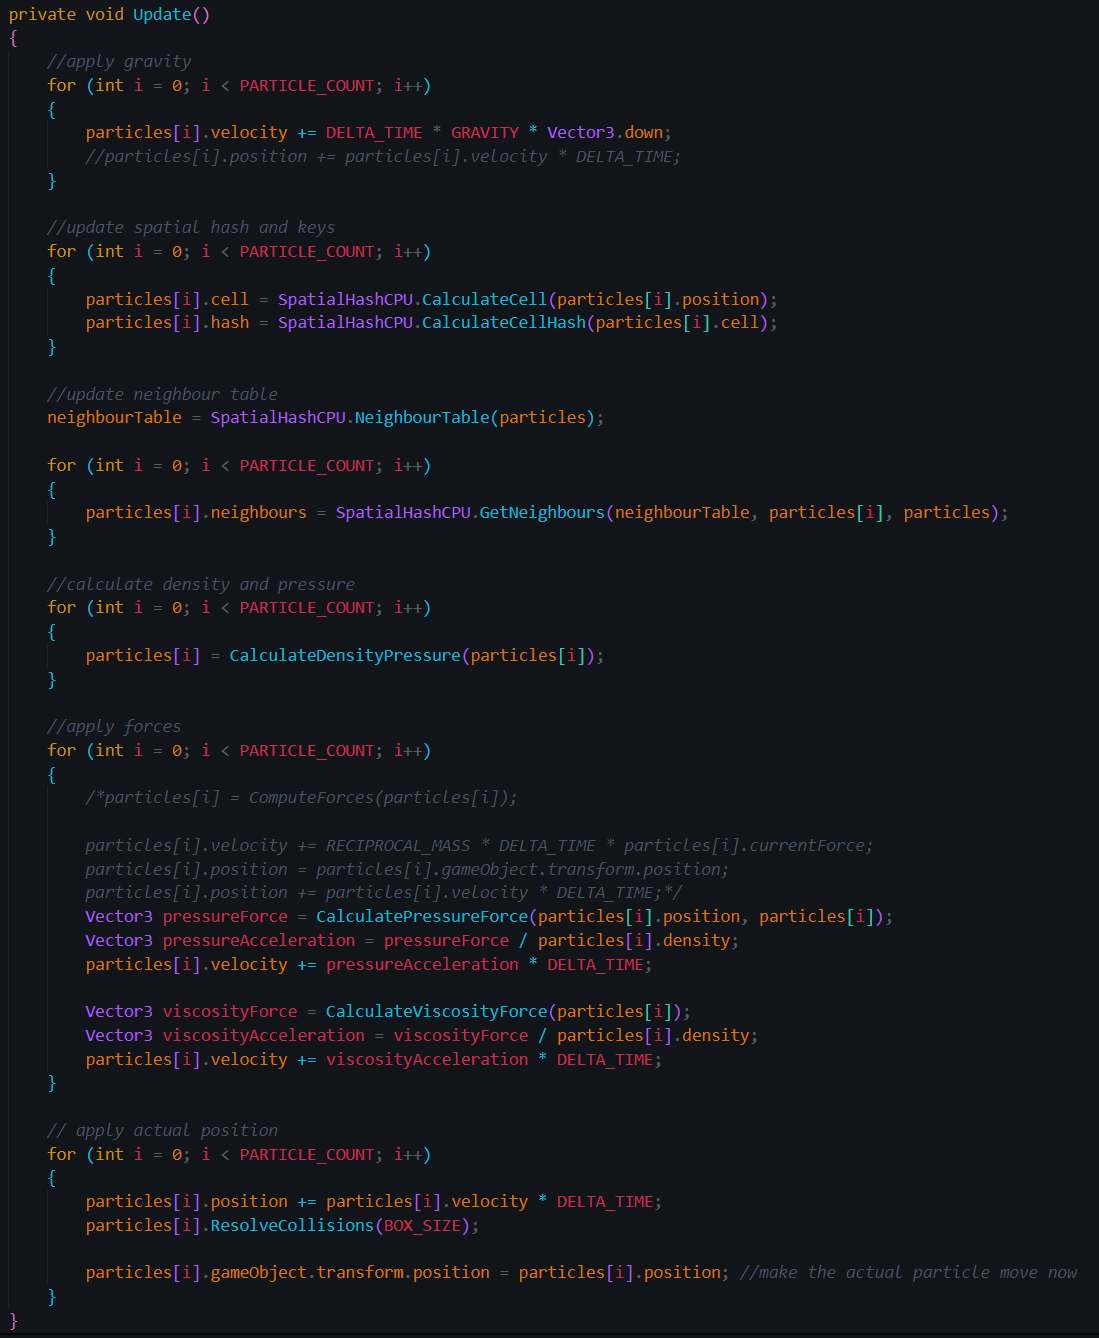 private void Update()
{
    //apply gravity
    for (int i = 0; i < PARTICLE_COUNT; i++)
    {
        particles[i].velocity += DELTA_TIME * GRAVITY * Vector3.down;
        //particles[i].position += particles[i].velocity * DELTA_TIME;
    }

    //update spatial hash and keys
    for (int i = 0; i < PARTICLE_COUNT; i++)
    {
        particles[i].cell = SpatialHashCPU.CalculateCell(particles[i].position);
        particles[i].hash = SpatialHashCPU.CalculateCellHash(particles[i].cell);
    }

    //update neighbour table
    neighbourTable = SpatialHashCPU.NeighbourTable(particles);

    for (int i = 0; i < PARTICLE_COUNT; i++)
    {
        particles[i].neighbours = SpatialHashCPU.GetNeighbours(neighbourTable, particles[i], particles);
    }

    //calculate density and pressure
    for (int i = 0; i < PARTICLE_COUNT; i++)
    {
        particles[i] = CalculateDensityPressure(particles[i]);
    }

    //apply forces
    for (int i = 0; i < PARTICLE_COUNT; i++)
    {
        /*particles[i] = ComputeForces(particles[i]);

        particles[i].velocity += RECIPROCAL_MASS * DELTA_TIME * particles[i].currentForce;
        particles[i].position = particles[i].gameObject.transform.position;
        particles[i].position += particles[i].velocity * DELTA_TIME;*/
        Vector3 pressureForce = CalculatePressureForce(particles[i].position, particles[i]);
        Vector3 pressureAcceleration = pressureForce / particles[i].density;
        particles[i].velocity += pressureAcceleration * DELTA_TIME;

        Vector3 viscosityForce = CalculateViscosityForce(particles[i]);
        Vector3 viscosityAcceleration = viscosityForce / particles[i].density;
        particles[i].velocity += viscosityAcceleration * DELTA_TIME;
    }

    // apply actual position
    for (int i = 0; i < PARTICLE_COUNT; i++)
    {
        particles[i].position += particles[i].velocity * DELTA_TIME;
        particles[i].ResolveCollisions(BOX_SIZE);

        particles[i].gameObject.transform.position = particles[i].position; //make the actual particle move now
    }
}